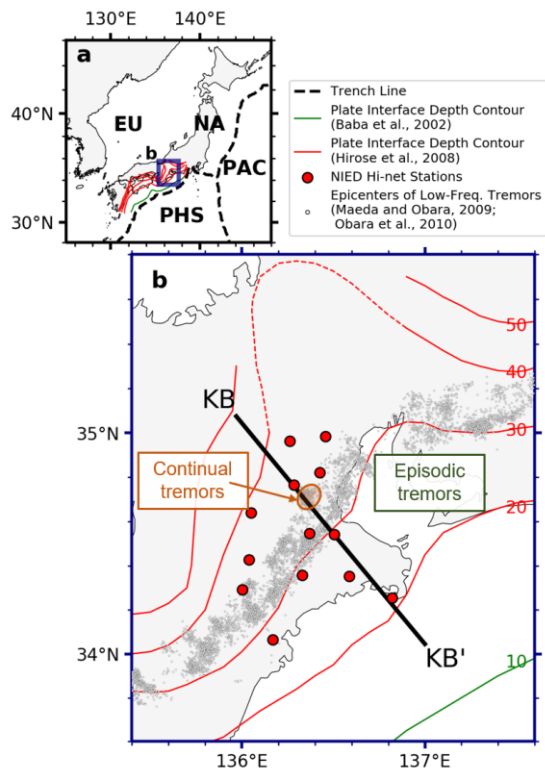 130°E 140°E
a
40°N
30°N
EU
NA
b
PAC
PHS
Trench Line
Plate Interface Depth Contour
(Baba et al., 2002)
Plate Interface Depth Contour
(Hirose et al., 2008)
NIED Hi-net Stations
Epicenters of Low-Freq. Tremors
(Maeda and Obara, 2009;
Obara et al., 2010)
b
50
40
KB
35°N
30
Continual
tremors
Episodic
tremors
20
34°N
KB'
10
136°E 137°E